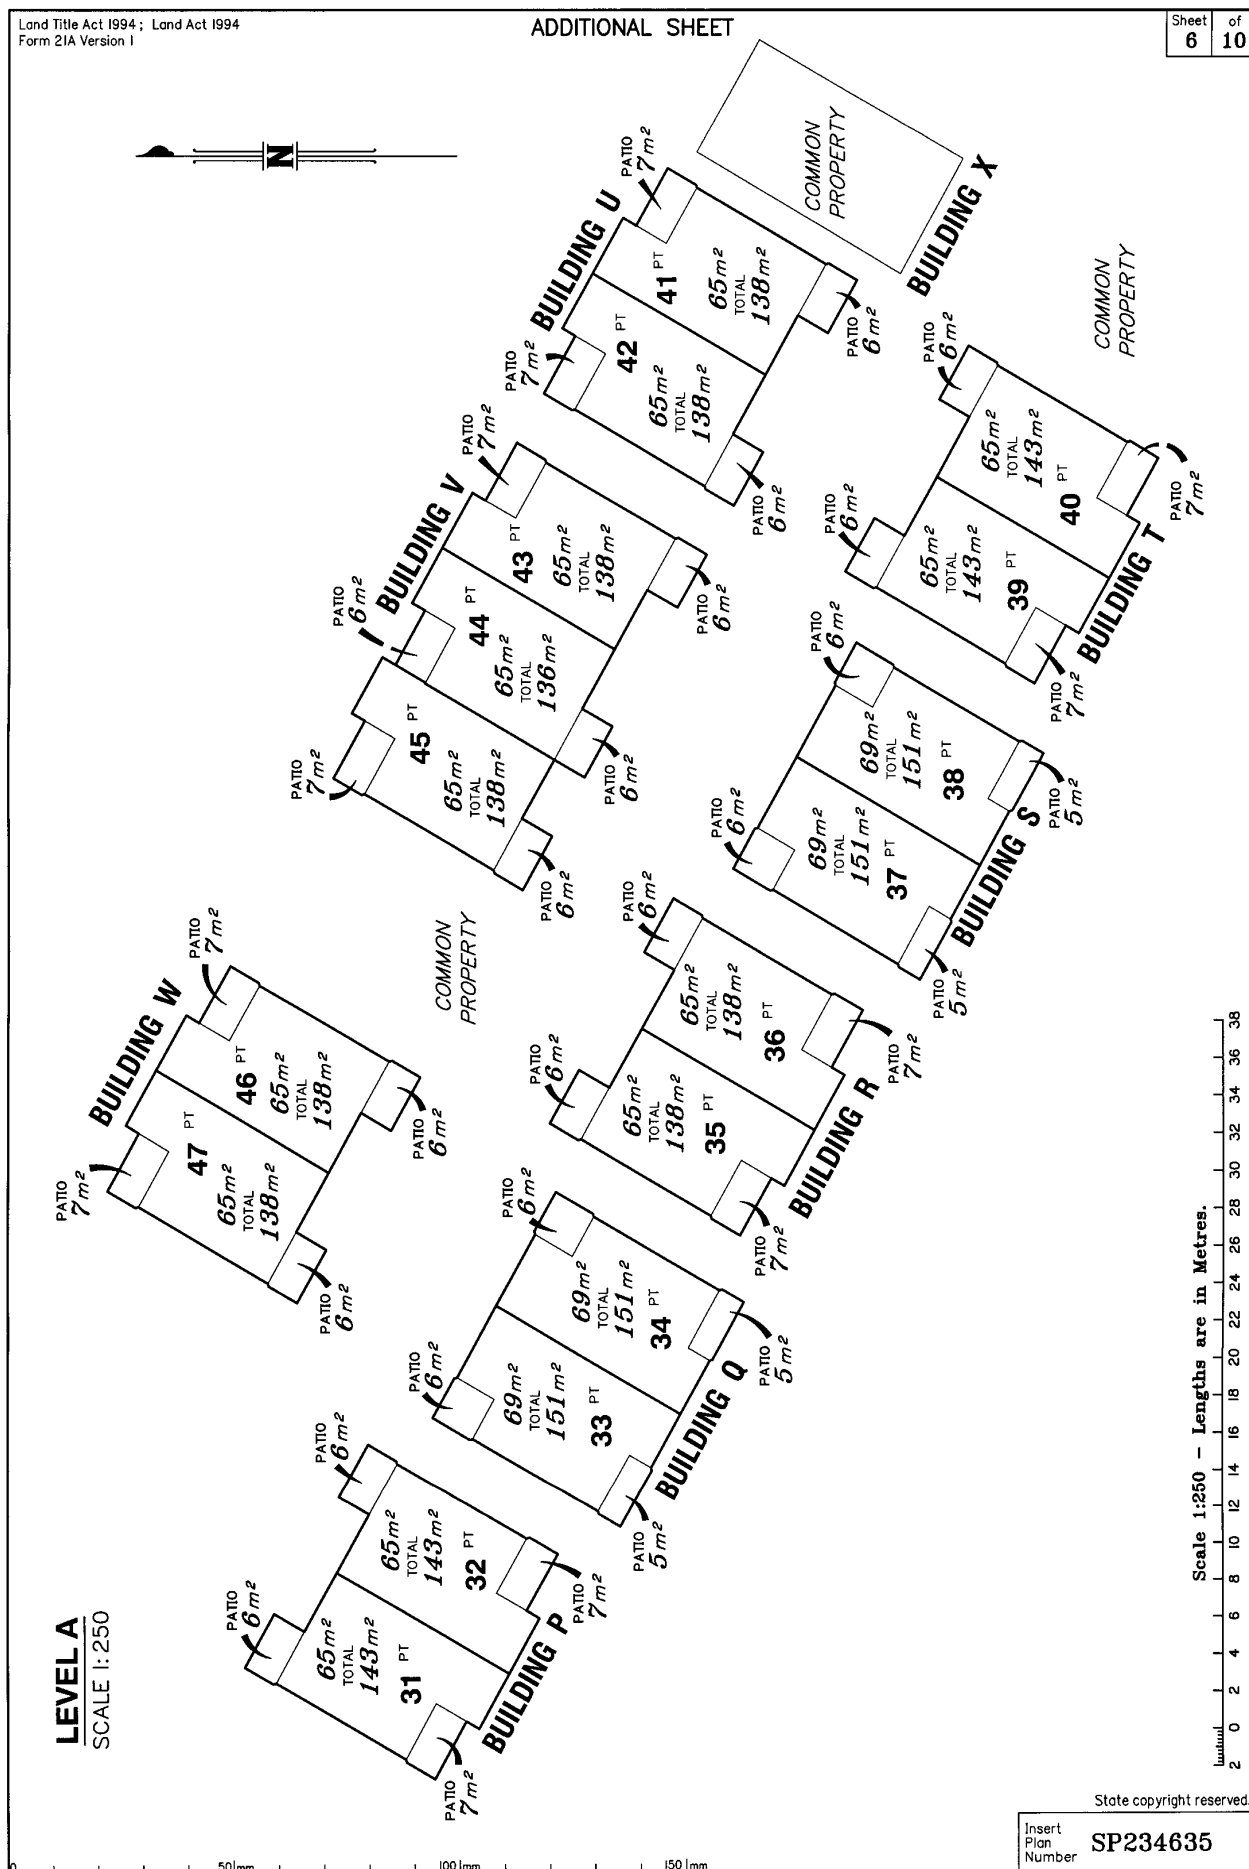 Land Title Act 1994 ; Land Act 1994
Form 21A Version 1
ADDITIONAL SHEET
Sheet of
6 10
N
LEVEL A
SCALE 1:250
BUILDING W
PATIO
7m²
47 PT
65m²
TOTAL
138m²
PATIO
6m²
PATIO
7m²
46 PT
65m²
TOTAL
138m²
PATIO
6m²
COMMON
PROPERTY
BUILDING V
PATIO
7m²
45 PT
65m²
TOTAL
138m²
PATIO
6m²
PATIO
6m²
44 PT
65m²
TOTAL
136m²
PATIO
6m²
PATIO
7m²
43 PT
65m²
TOTAL
138m²
PATIO
6m²
BUILDING U
PATIO
7m²
42 PT
65m²
TOTAL
138m²
PATIO
6m²
PATIO
7m²
41 PT
65m²
TOTAL
138m²
PATIO
6m²
COMMON
PROPERTY
BUILDING X
COMMON
PROPERTY
PATIO
6m²
65m²
TOTAL
143m²
31 PT
PATIO
7m²
PATIO
6m²
65m²
TOTAL
143m²
32 PT
PATIO
7m²
BUILDING P
PATIO
6m²
69m²
TOTAL
151m²
33 PT
PATIO
5m²
PATIO
6m²
69m²
TOTAL
151m²
34 PT
PATIO
5m²
BUILDING Q
PATIO
6m²
65m²
TOTAL
138m²
35 PT
PATIO
7m²
PATIO
6m²
65m²
TOTAL
138m²
36 PT
PATIO
7m²
BUILDING R
PATIO
6m²
69m²
TOTAL
151m²
37 PT
PATIO
5m²
PATIO
6m²
69m²
TOTAL
151m²
38 PT
PATIO
5m²
BUILDING S
PATIO
6m²
65m²
TOTAL
143m²
39 PT
PATIO
7m²
PATIO
6m²
65m²
TOTAL
143m²
40 PT
PATIO
7m²
BUILDING T
Scale 1:250 - Lengths are in Metres.
2 0 2 4 6 8 10 12 14 16 18 20 22 24 26 28 30 32 34 36 38
State copyright reserved.
Insert
Plan
Number
SP234635
0 50mm 100mm 150mm